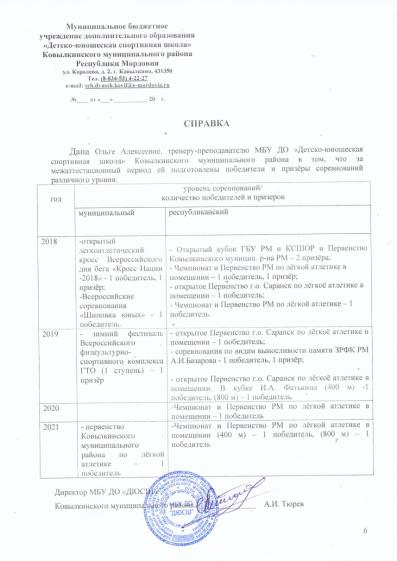 Муниципальное бюджетное
учреждение дополнительного образования
«Детско-юношеская спортивная школа»
Ковылкинского муниципального района
Республики Мордовия
ул. Королева, д. 2, г. Ковылкино, 431350
Тел. (8-834-53) 4-22-27
e-mail:
№____ от «___» __________ 20   г.
СПРАВКА
Дана Ольге Алексеевне, тренеру-преподавателю МБУ ДО «Детско-юношеская
спортивная школа» Ковылкинского муниципального района в том, что за
межаттестационный период ей подготовлены победители и призёры соревнований
различного уровня:
год
уровень соревнований/
количество победителей и призеров
муниципальный
республиканский
2018
-открытый
легкоатлетический
кросс Всероссийского
дня бега «Кросс Нации
-2018» - 1 победитель, 1
призёр;
-Всероссийские
соревнования
«Шиповка юных» - 1
победитель.
- Открытый кубок ГБУ РМ и КСШОР и Первенство
Ковылкинского муницип. р-на РМ – 2 призёра;
- Чемпионат и Первенство РМ по лёгкой атлетике в
помещении – 1 победитель, 1 призёр;
- открытое Первенство г.о. Саранск по лёгкой атлетике в
помещении – 1 победитель;
- Чемпионат и Первенство РМ по лёгкой атлетике – 1
победитель.
-
2019
- зимний фестиваль
Всероссийского
физкультурно-
спортивного комплекса
ГТО (1 ступень) – 1
призёр
- открытое Первенство г.о. Саранск по лёгкой атлетике в
помещении – 1 победитель;
- соревнования по видам выносливости памяти ЗРФК РМ
А.И.Базарова - 1 победитель, 1 призёр;
- открытое Первенство г.о. Саранск по лёгкой атлетике в
помещении. В кубке И.А. Фатькина (400 м) -1
победитель, (800 м) – 1 победитель.
2020
-Чемпионат и Первенство РМ по лёгкой атлетике в
помещении – 1 победитель
2021
- первенство
Ковылкинского
муниципального
района по лёгкой
атлетике – 1
победитель
-Чемпионат и Первенство РМ по лёгкой атлетике в
помещении (400 м) – 1 победитель, (800 м) – 1
победитель
Директор МБУ ДО «ДЮСШ»
Ковылкинского муниципального района А.И. Тюрев
"ДЮСШ"
6